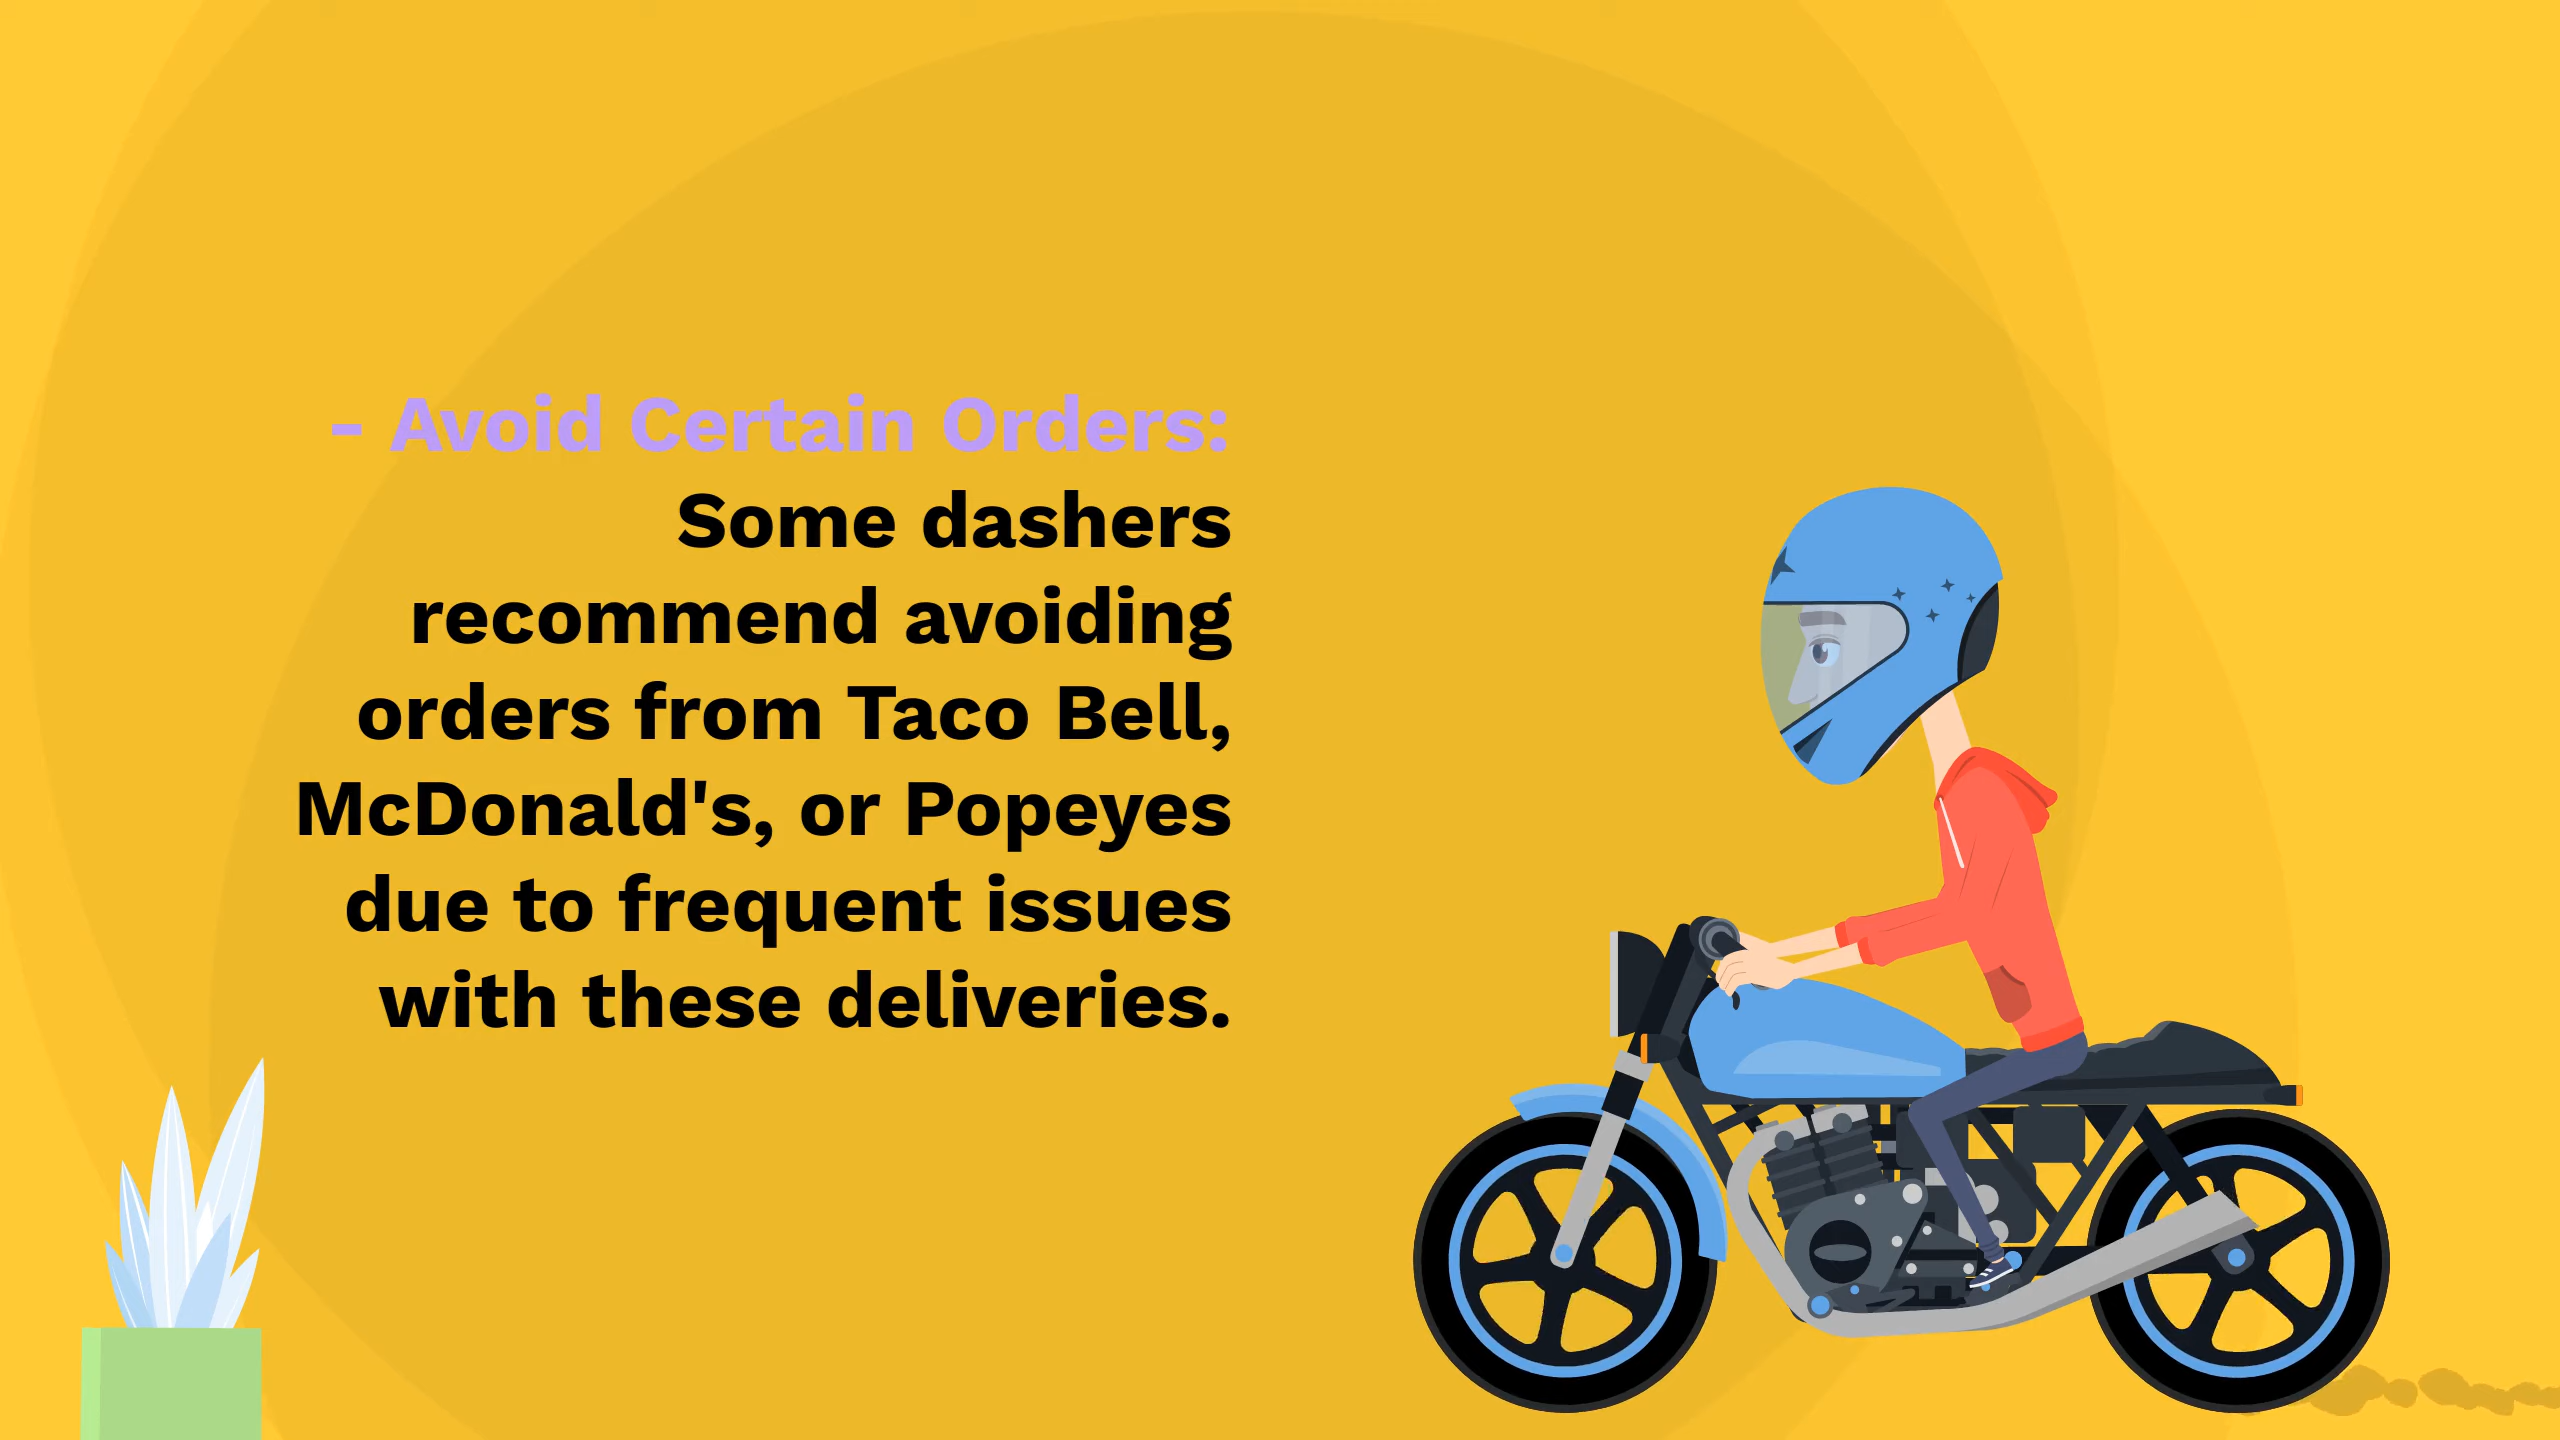 - Avoid Certain Orders:
Some dashers
recommend avoiding
orders from Taco Bell,
McDonald's, or Popeyes
due to frequent issues
with these deliveries.